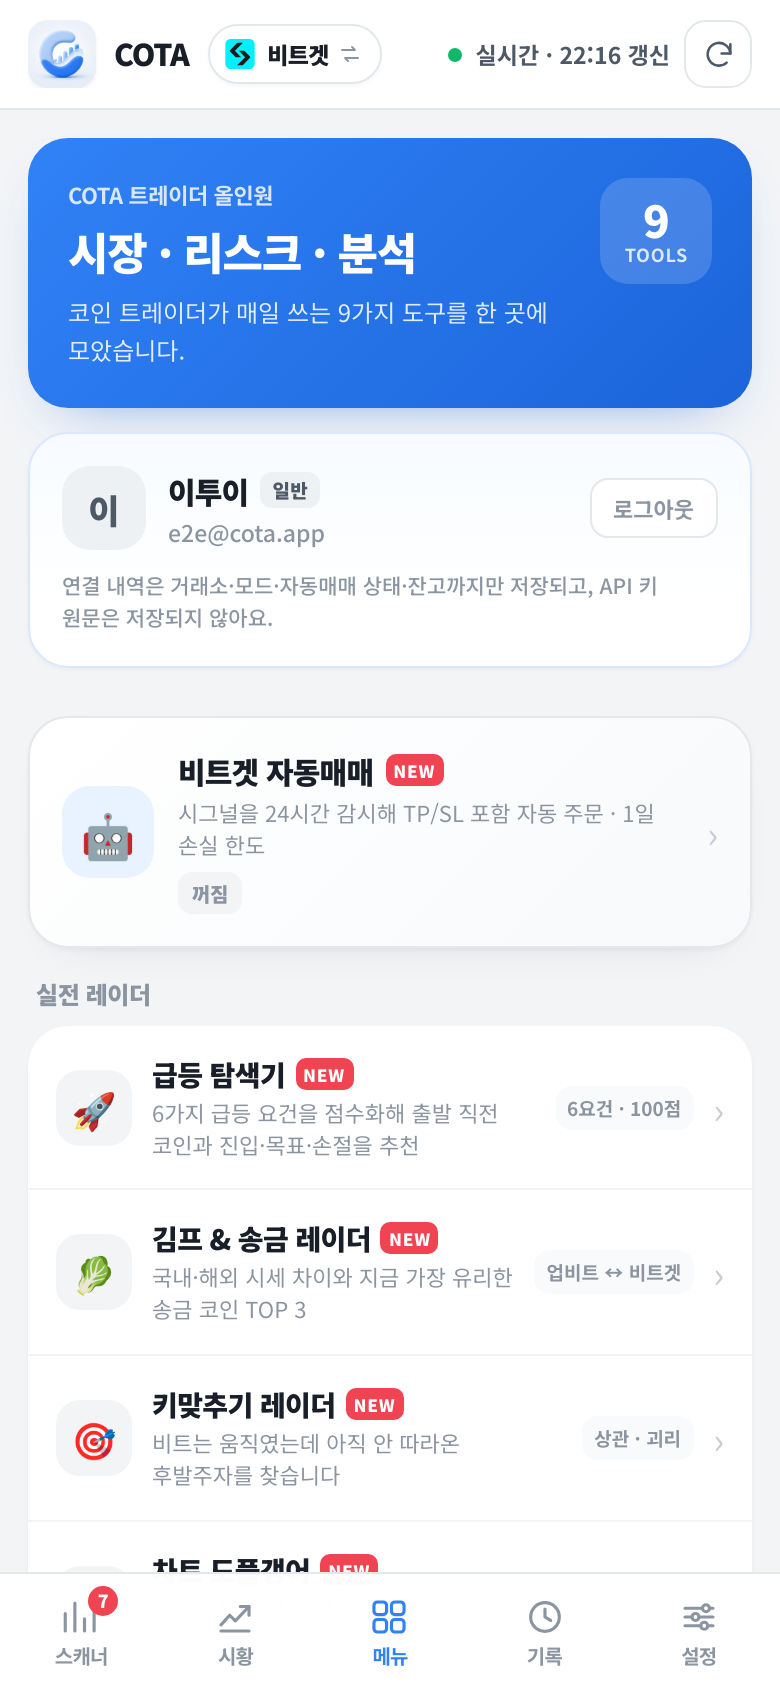 COTA
비트겟
실시간 · 22:16 갱신
COTA 트레이더 올인원
시장 · 리스크 · 분석
9
TOOLS
코인 트레이더가 매일 쓰는 9가지 도구를 한 곳에
모았습니다.
이
이투이 일반
e2e@cota.app
로그아웃
연결 내역은 거래소·모드·자동매매 상태·잔고까지만 저장되고, API 키
원문은 저장되지 않아요.
비트겟 자동매매 NEW
시그널을 24시간 감시해 TP/SL 포함 자동 주문 · 1일
손실 한도
꺼짐
실전 레이더
급등 탐색기 NEW
6가지 급등 요건을 점수화해 출발 직전
코인과 진입·목표·손절을 추천
6요건 · 100점
김프 & 송금 레이더 NEW
국내·해외 시세 차이와 지금 가장 유리한
송금 코인 TOP 3
업비트 ↔ 비트겟
키맞추기 레이더 NEW
비트는 움직였는데 아직 안 따라온
후발주자를 찾습니다
상관 · 괴리
차트 도플갱어 NEW
7
스캐너
시황
메뉴
기록
설정